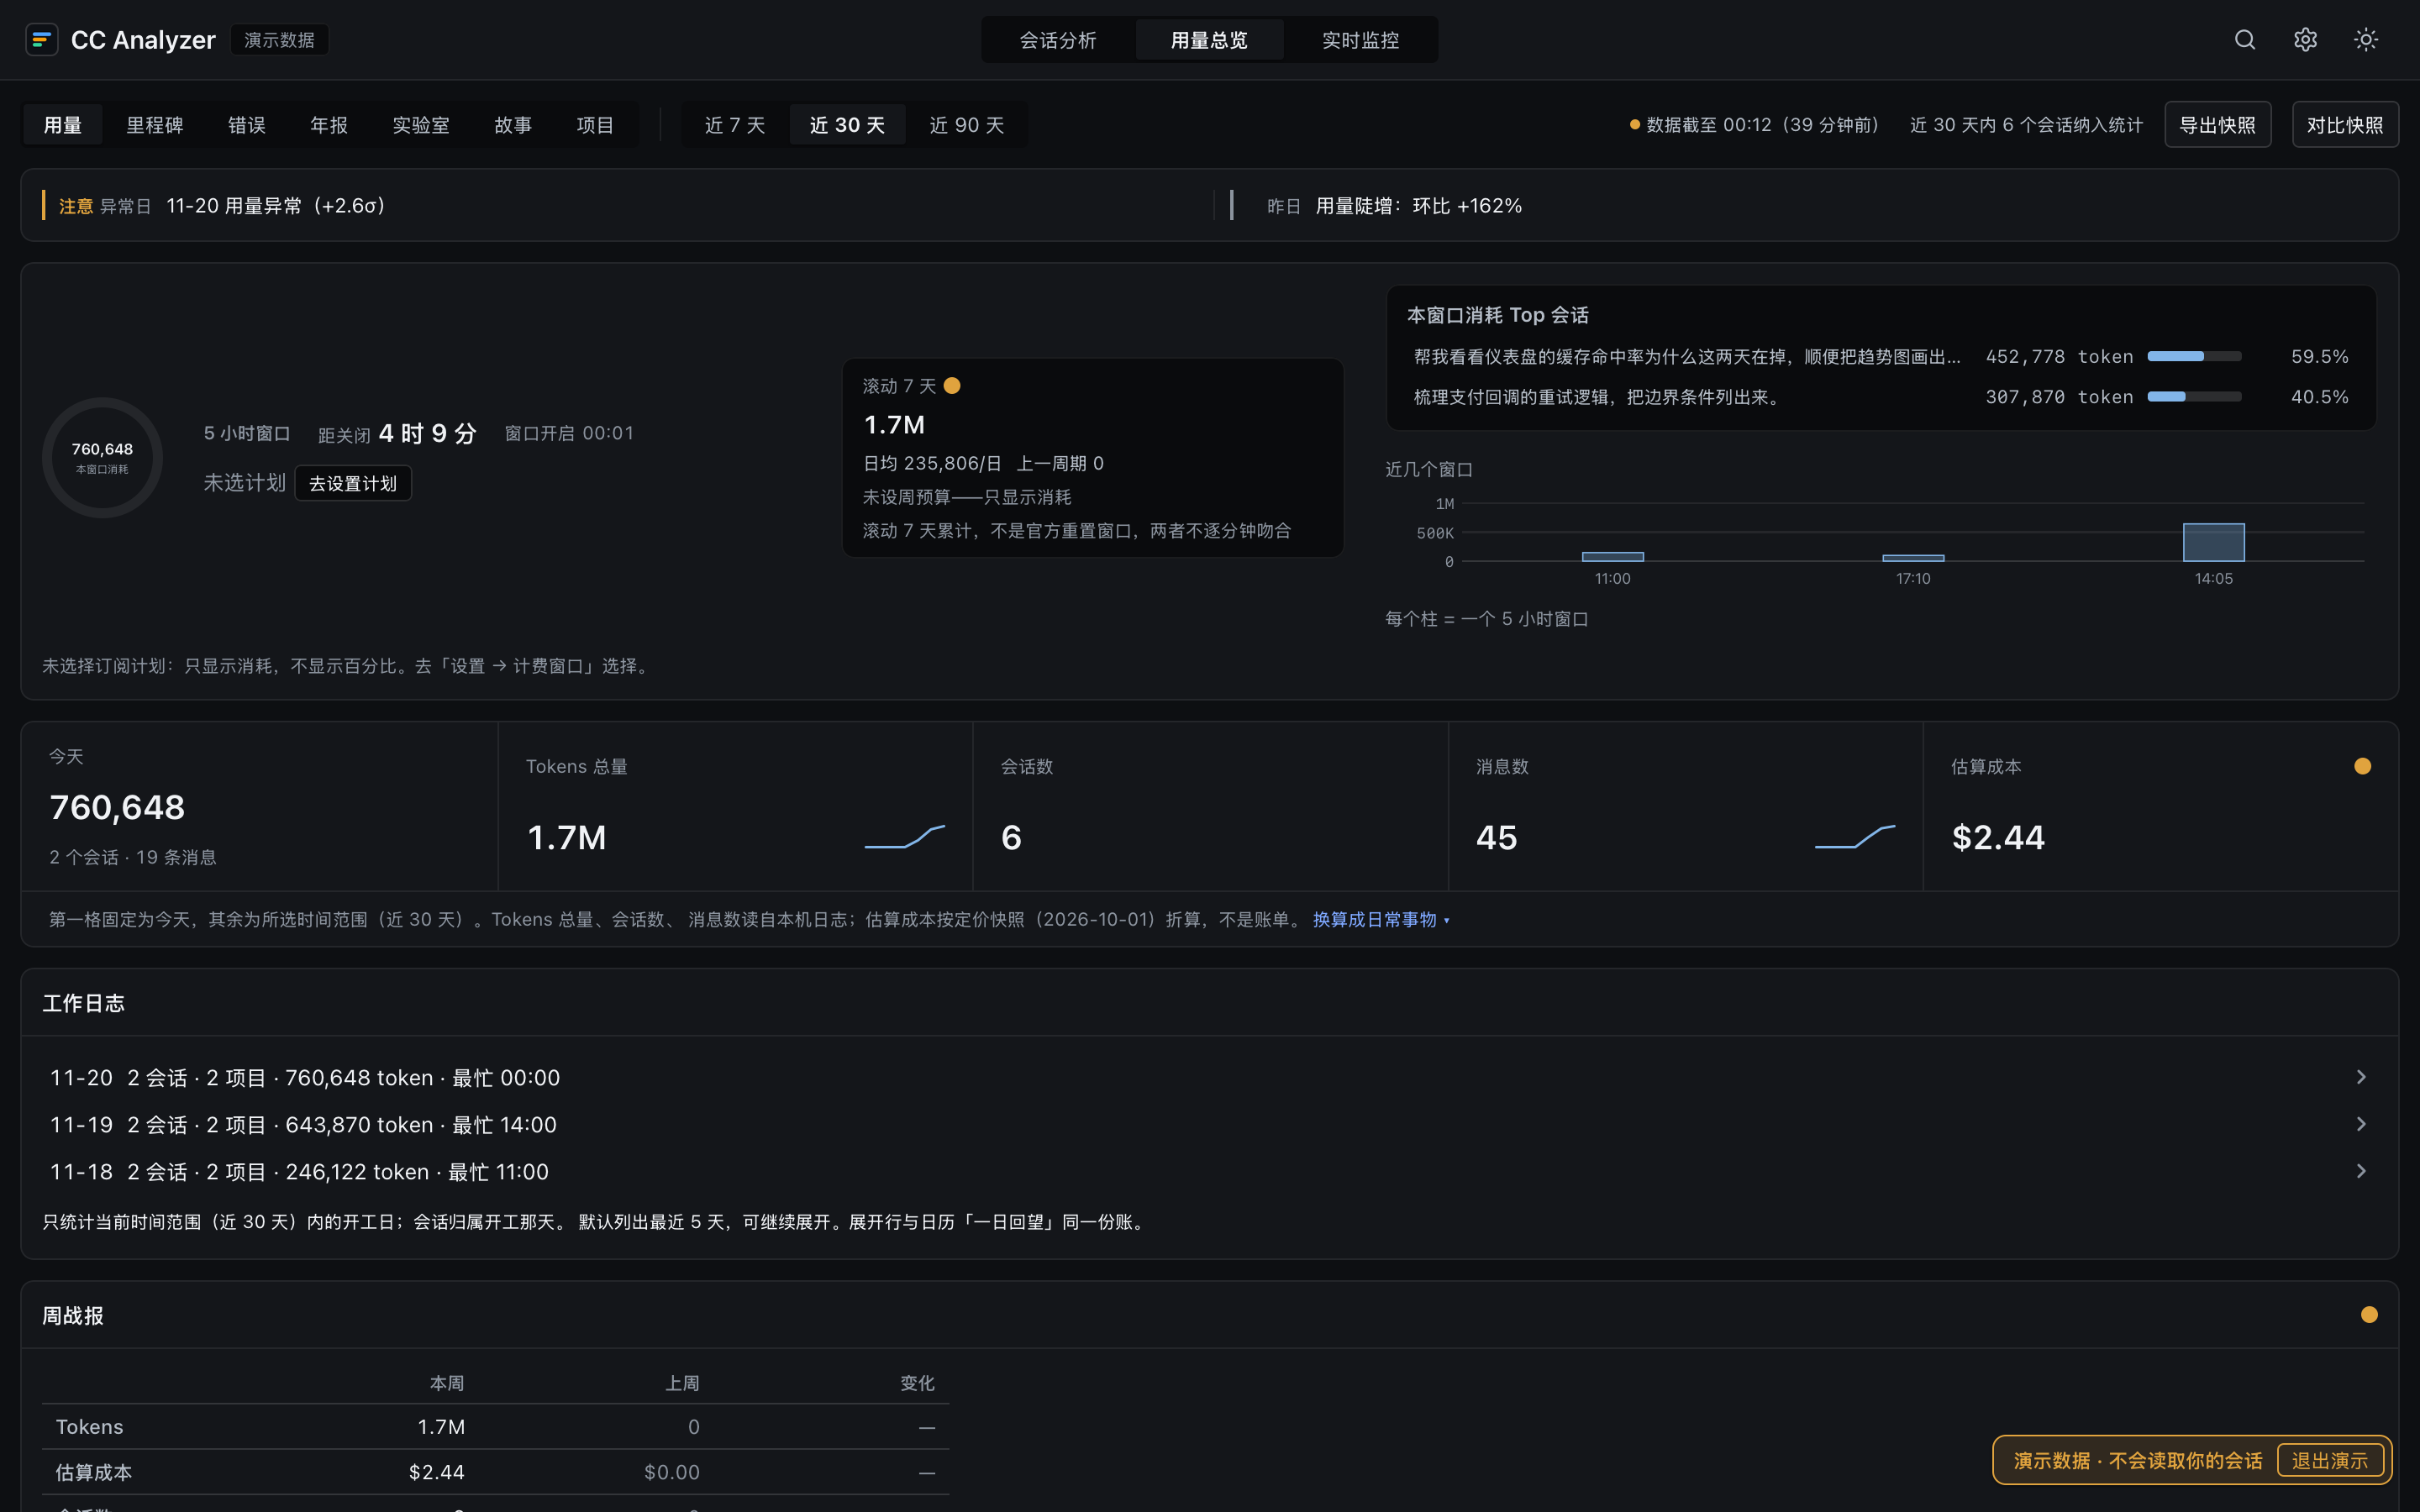 CC Analyzer 演示数据
会话分析 用量总览 实时监控
用量 里程碑 错误 年报 实验室 故事 项目
近 7 天 近 30 天 近 90 天
数据截至 00:12（39 分钟前） 近 30 天内 6 个会话纳入统计 导出快照 对比快照
注意 异常日 11-20 用量异常（+2.6σ）
昨日 用量陡增：环比 +162%
760,648
本窗口消耗
5 小时窗口 距关闭 4 时 9 分 窗口开启 00:01
未选计划 去设置计划
滚动 7 天
1.7M
日均 235,806/日 上一周期 0
未设周预算——只显示消耗
滚动 7 天累计，不是官方重置窗口，两者不逐分钟吻合
本窗口消耗 Top 会话
帮我看看仪表盘的缓存命中率为什么这两天在掉，顺便把趋势图画出... 452,778 token 59.5%
梳理支付回调的重试逻辑，把边界条件列出来。 307,870 token 40.5%
近几个窗口
1M
500K
0
11:00 17:10 14:05
每个柱 = 一个 5 小时窗口
未选择订阅计划：只显示消耗，不显示百分比。去「设置 → 计费窗口」选择。
今天
760,648
2 个会话 · 19 条消息
Tokens 总量
1.7M
会话数
6
消息数
45
估算成本
$2.44
第一格固定为今天，其余为所选时间范围（近 30 天）。Tokens 总量、会话数、 消息数读自本机日志；估算成本按定价快照（2026-10-01）折算，不是账单。 换算成日常事物 ▾
工作日志
11-20 2 会话 · 2 项目 · 760,648 token · 最忙 00:00
11-19 2 会话 · 2 项目 · 643,870 token · 最忙 14:00
11-18 2 会话 · 2 项目 · 246,122 token · 最忙 11:00
只统计当前时间范围（近 30 天）内的开工日；会话归属开工那天。 默认列出最近 5 天，可继续展开。展开行与日历「一日回望」同一份账。
周战报
本周 上周 变化
Tokens 1.7M 0 —
估算成本 $2.44 $0.00 —
演示数据 · 不会读取你的会话 退出演示